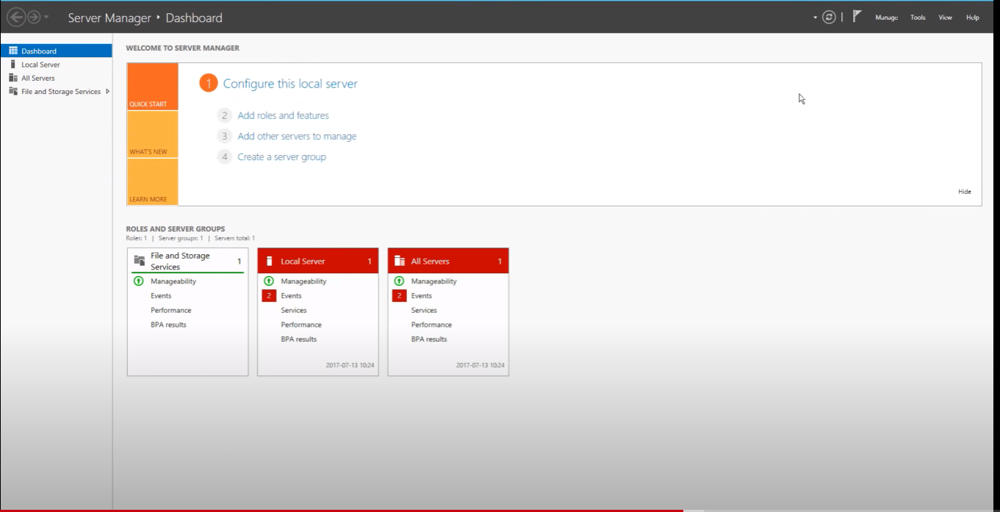 Server Manager ‣ Dashboard
Manage Tools View Help
Dashboard
Local Server
All Servers
File and Storage Services
WELCOME TO SERVER MANAGER
QUICK START
WHAT'S NEW
LEARN MORE
1 Configure this local server
2 Add roles and features
3 Add other servers to manage
4 Create a server group
Hide
ROLES AND SERVER GROUPS
Roles: 1 | Server groups: 1 | Servers total: 1
File and Storage
Services 1
Manageability
Events
Performance
BPA results
Local Server 1
Manageability
2 Events
Services
Performance
BPA results
2017-07-13 10:24
All Servers 1
Manageability
2 Events
Services
Performance
BPA results
2017-07-13 10:24